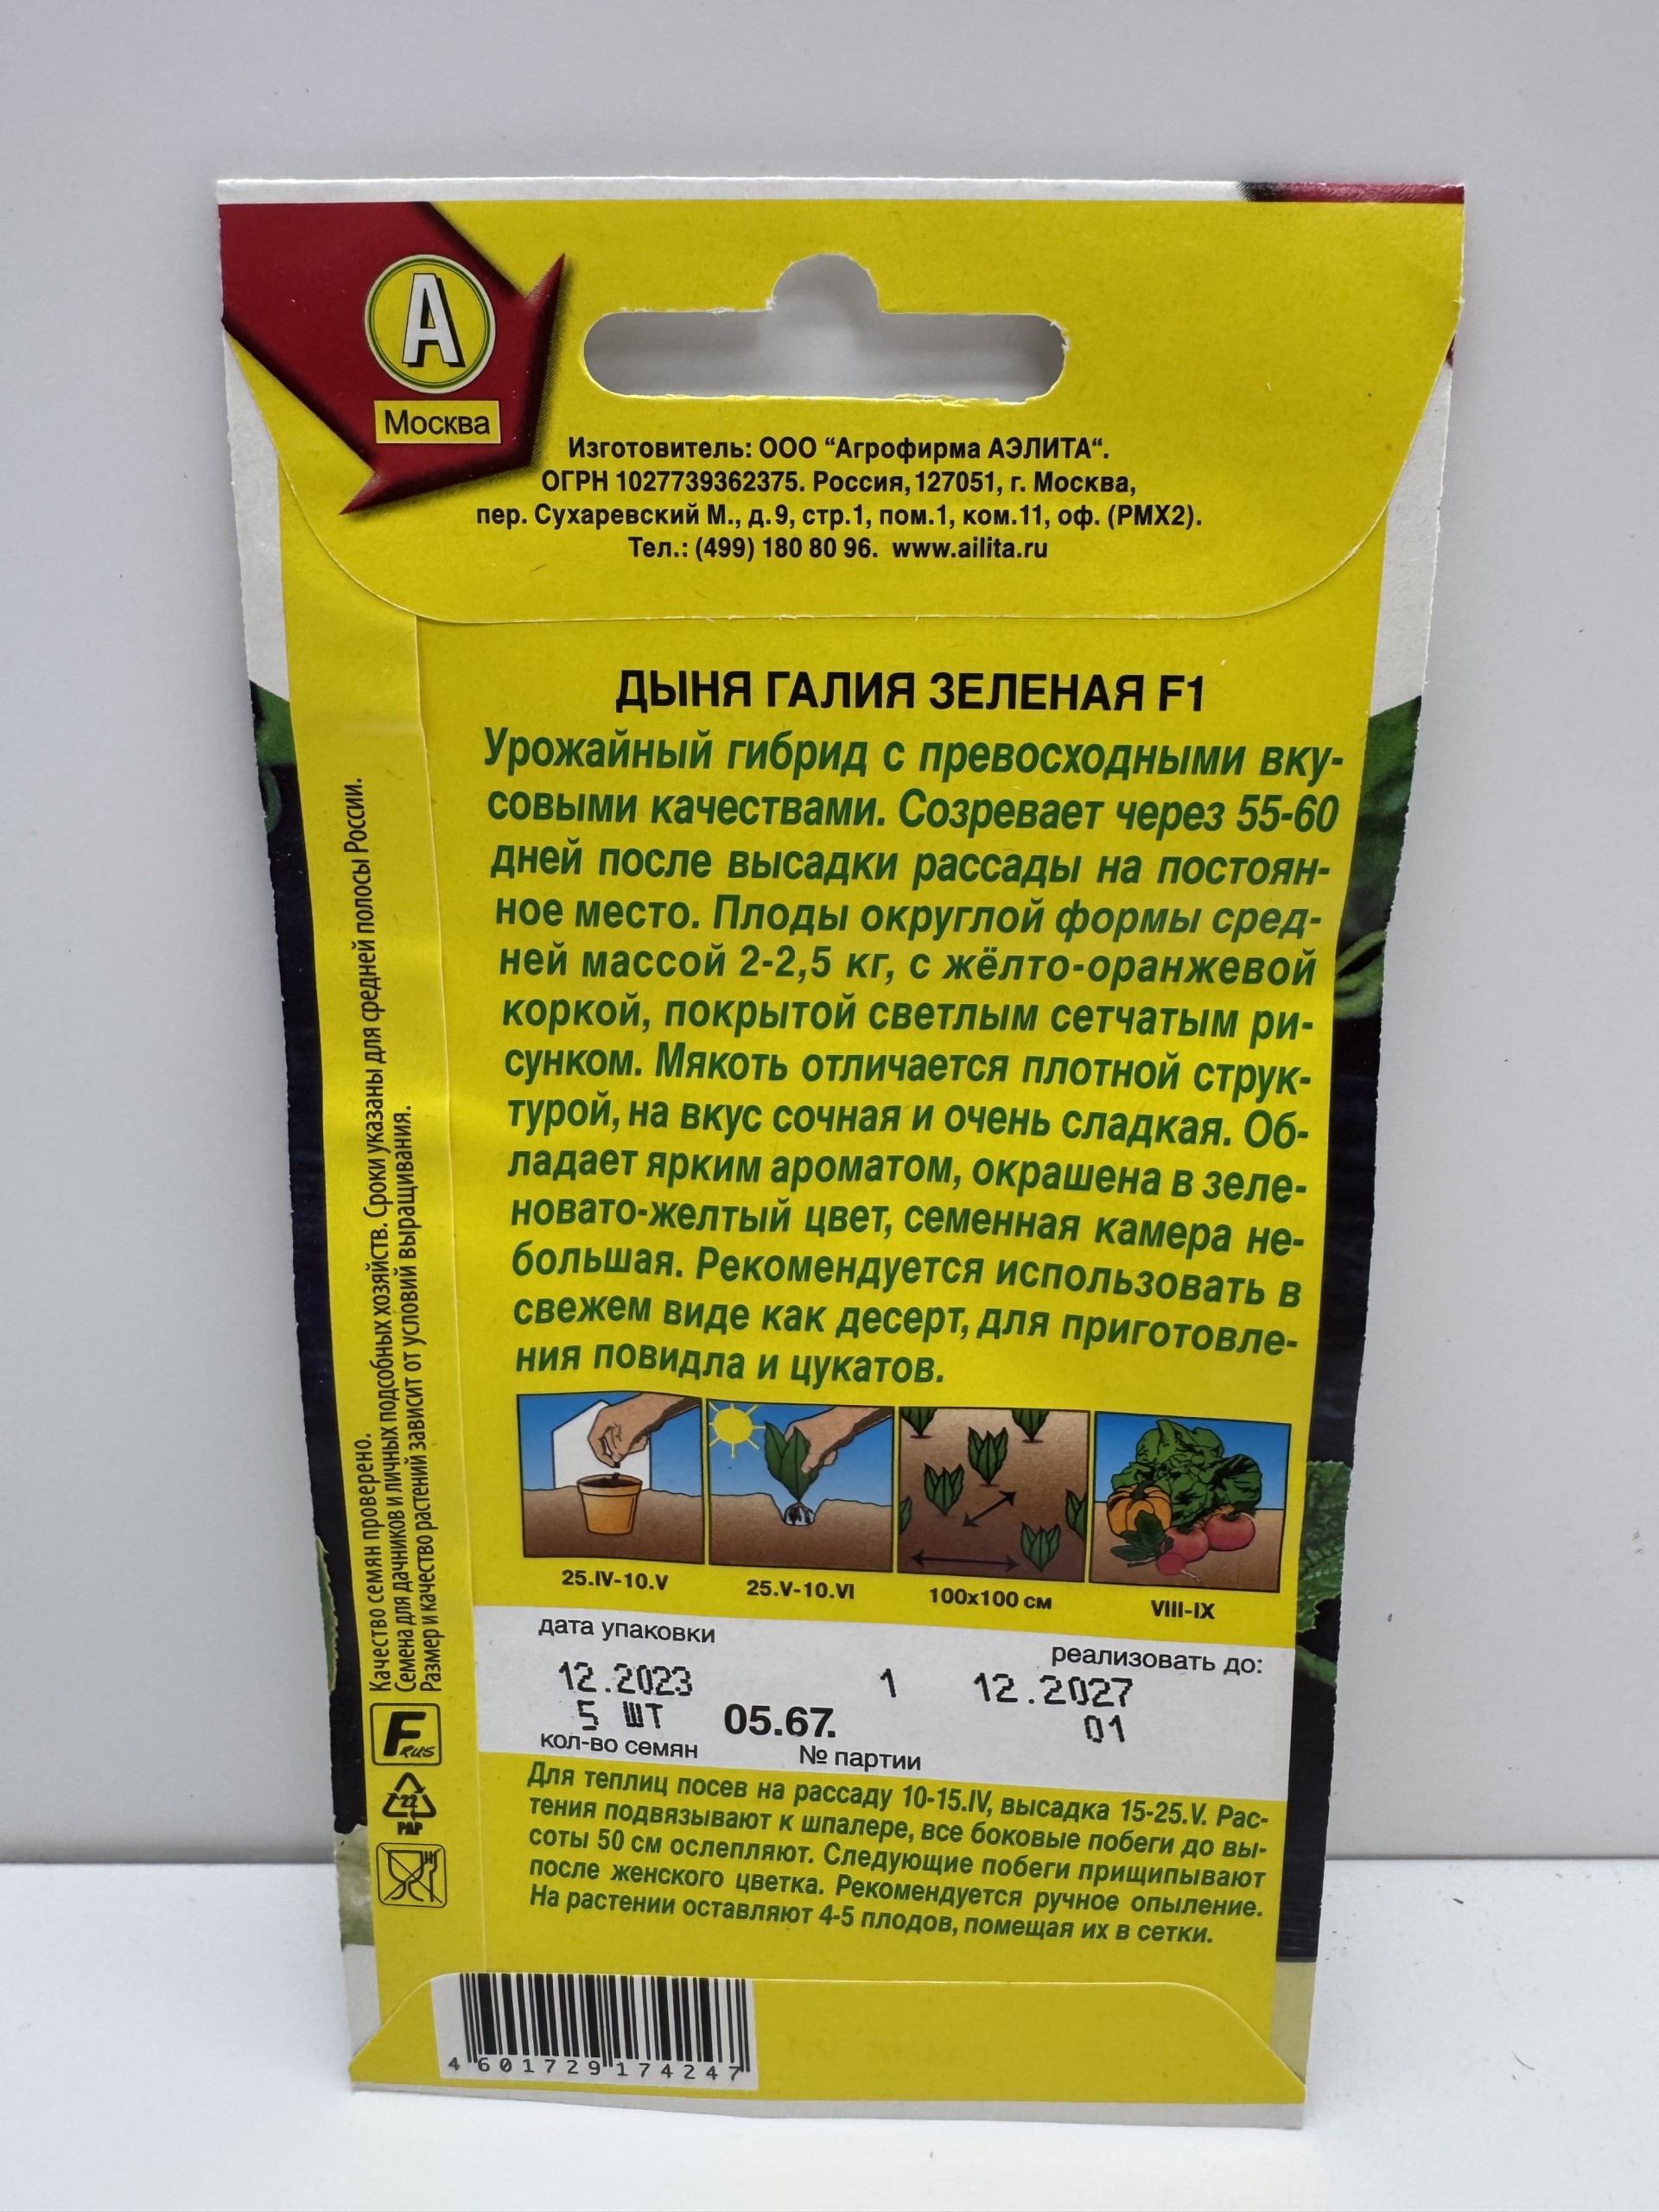 А
Москва
Изготовитель: ООО “Агрофирма АЭЛИТА“.
ОГРН 1027739362375. Россия, 127051, г. Москва,
пер. Сухаревский М., д.9, стр.1, пом.1, ком.11, оф. (РМХ2).
Тел.: (499) 180 80 96. www.ailita.ru
ДЫНЯ ГАЛИЯ ЗЕЛЕНАЯ F1
Урожайный гибрид с превосходными вку-
совыми качествами. Созревает через 55-60
дней после высадки рассады на постоян-
ное место. Плоды округлой формы сред-
ней массой 2-2,5 кг, с жёлто-оранжевой
коркой, покрытой светлым сетчатым ри-
сунком. Мякоть отличается плотной струк-
турой, на вкус сочная и очень сладкая. Об-
ладает ярким ароматом, окрашена в зеле-
новато-желтый цвет, семенная камера не-
большая. Рекомендуется использовать в
свежем виде как десерт, для приготовле-
ния повидла и цукатов.
25.IV-10.V
25.V-10.VI
100х100 см
VIII-IX
дата упаковки
реализовать до:
12.2023 1 12.2027
5 ШТ 05.67. 01
кол-во семян № партии
Для теплиц посев на рассаду 10-15.IV, высадка 15-25.V. Рас-
тения подвязывают к шпалере, все боковые побеги до вы-
соты 50 см ослепляют. Следующие побеги прищипывают
после женского цветка. Рекомендуется ручное опыление.
На растении оставляют 4-5 плодов, помещая их в сетки.
Качество семян проверено.
Семена для дачников и личных подсобных хозяйств. Сроки указаны для средней полосы России.
Размер и качество растений зависит от условий выращивания.
F RUS
22
PAP
4 601729 174247